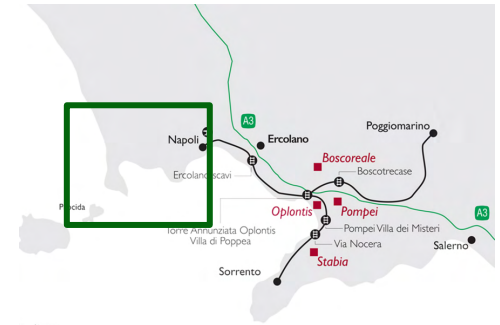 A3
Poggiomarino
Napoli
Ercolano
Boscoreale
Ercolano scavi
Boscotrecase
Procida
Oplontis
Pompei
A3
Torre Annunziata Oplontis
Villa di Poppea
Pompei Villa dei Misteri
Via Nocera
Salerno
Stabia
Sorrento